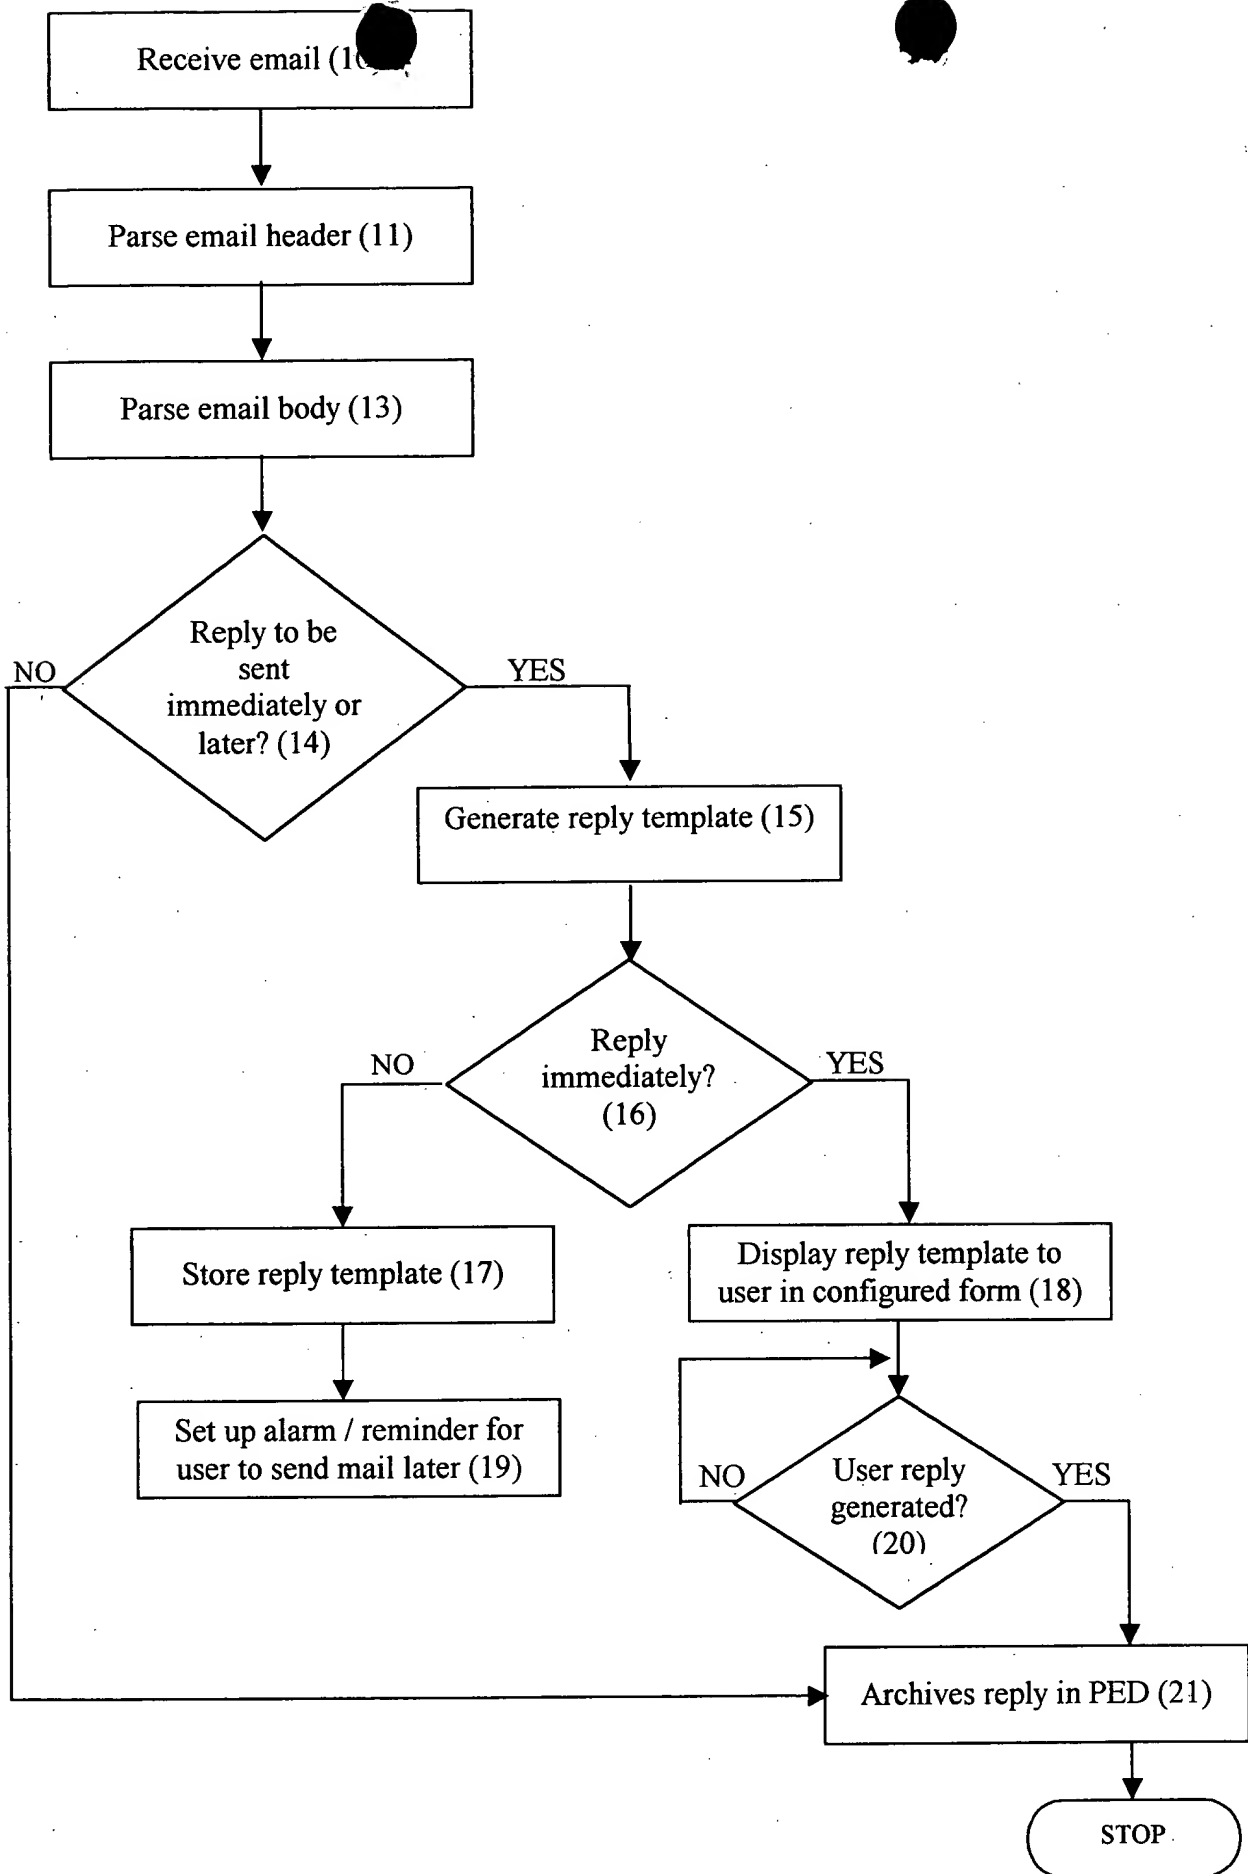 Receive email
Parse email header (11)
Parse email body (13)
Reply to be
sent
immediately or
later? (14)
NO
YES
Generate reply template (15)
Reply
immediately?
(16)
NO
YES
Store reply template (17)
Display reply template to
user in configured form (18)
Set up alarm / reminder for
user to send mail later (19)
User reply
generated?
(20)
NO
YES
Archives reply in PED (21)
STOP